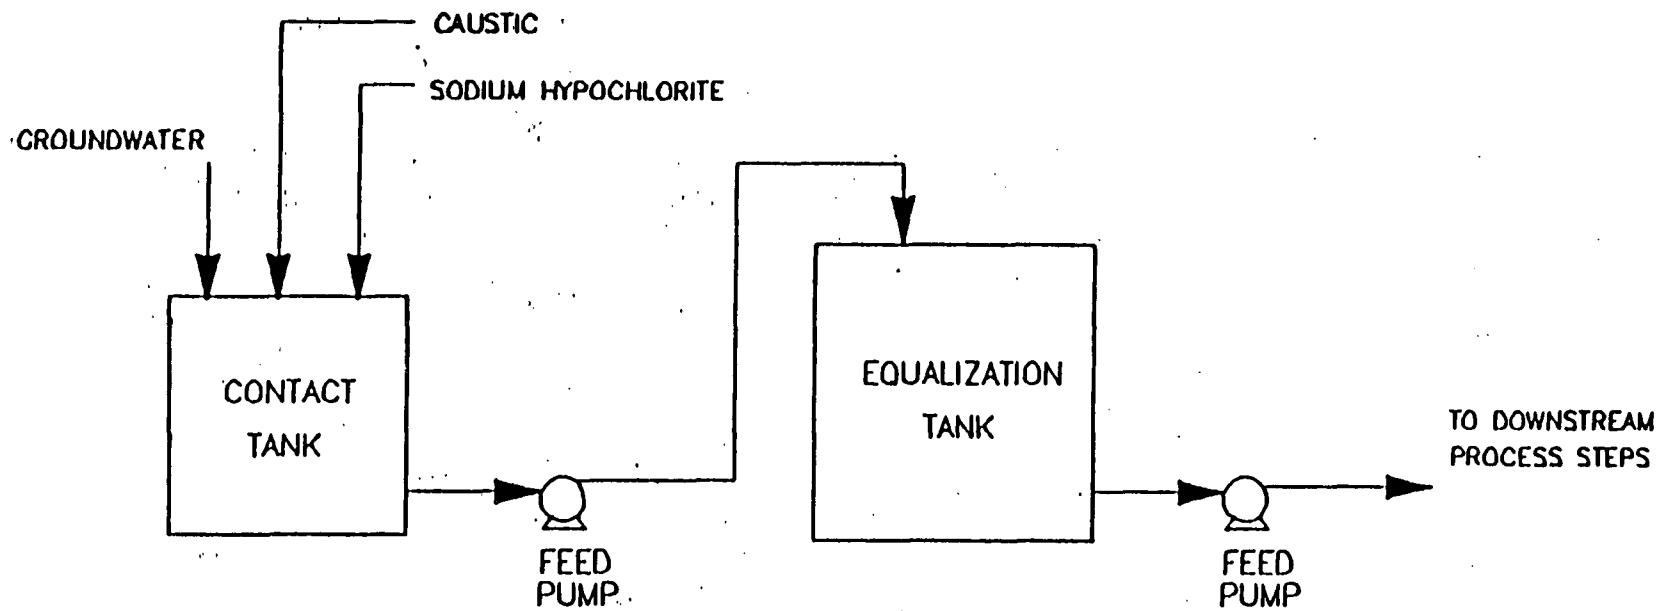 CAUSTIC
SODIUM HYPOCHLORITE
GROUNDWATER
CONTACT
TANK
EQUALIZATION
TANK
TO DOWNSTREAM
PROCESS STEPS
FEED
PUMP
FEED
PUMP